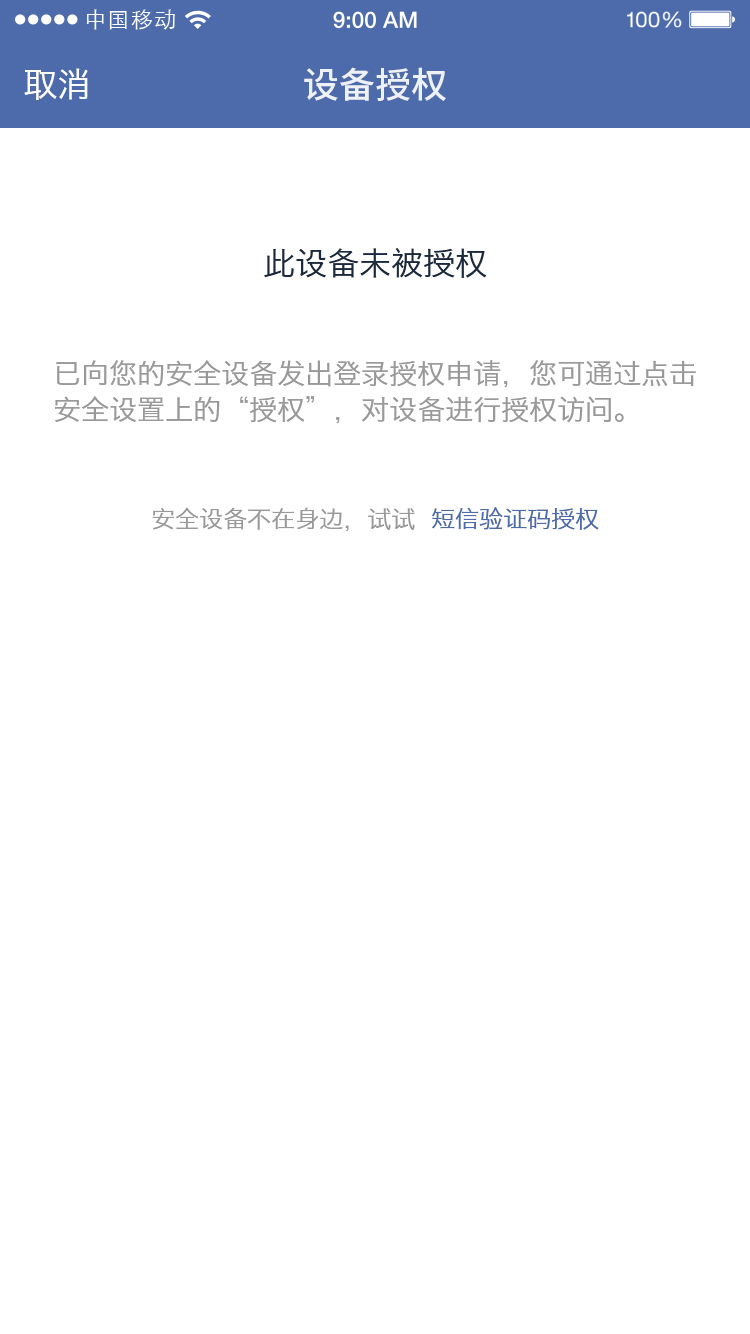 中国移动 9:00 AM 100%
取消 设备授权
此设备未被授权
已向您的安全设备发出登录授权申请，您可通过点击
安全设置上的“授权”，对设备进行授权访问。
安全设备不在身边，试试 短信验证码授权